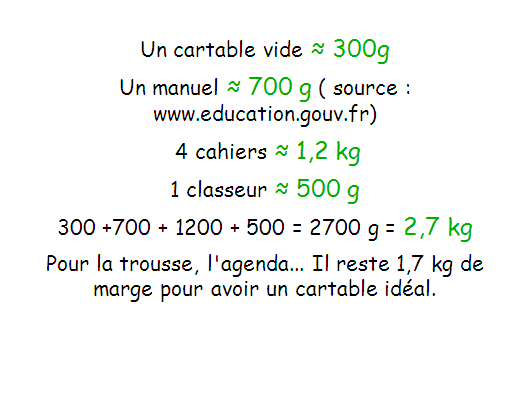 Un cartable vide ≈ 300g
Un manuel ≈ 700 g ( source :
www.education.gouv.fr)
4 cahiers ≈ 1,2 kg
1 classeur ≈ 500 g
300 +700 + 1200 + 500 = 2700 g = 2,7 kg
Pour la trousse, l'agenda... Il reste 1,7 kg de
marge pour avoir un cartable idéal.